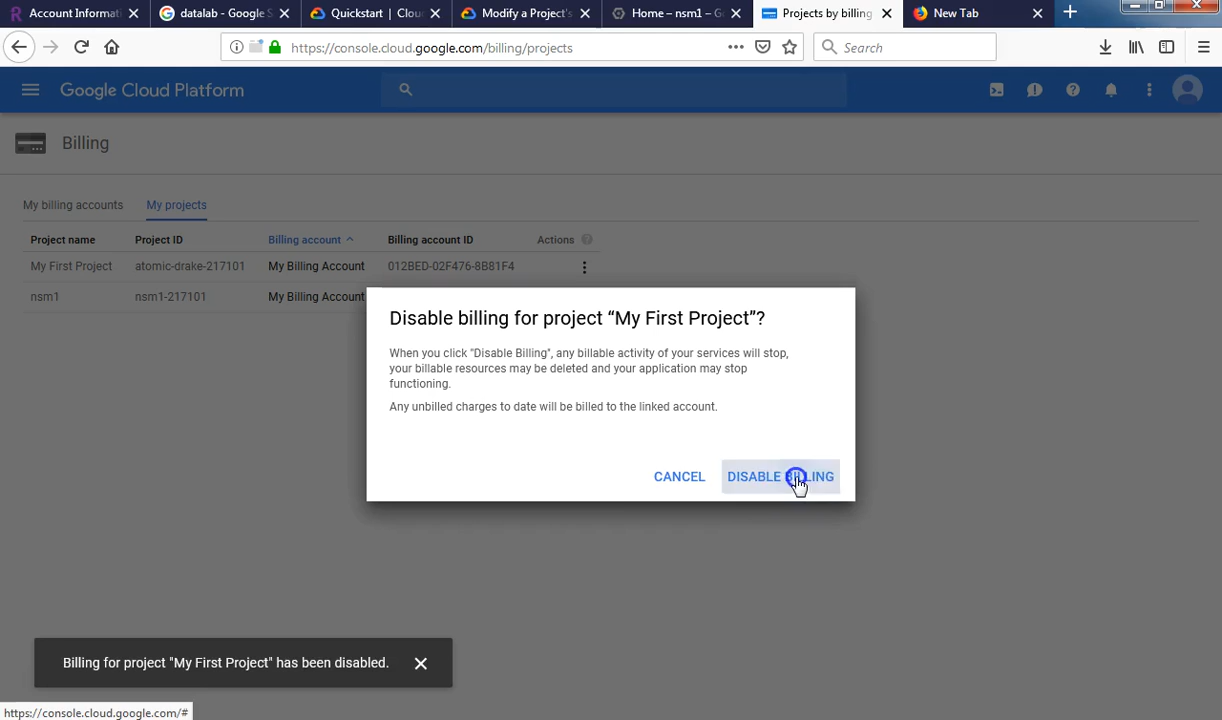 Account Informati
datalab - Google S
Quickstart | Clou
Modify a Project's
Home – nsm1 – G
Projects by billing
New Tab
https://console.cloud.google.com/billing/projects
Search
Google Cloud Platform
Billing
My billing accounts
My projects
Project name Project ID Billing account Billing account ID Actions
My First Project atomic-drake-217101 My Billing Account 012BED-02F476-8B81F4
nsm1 nsm1-217101 My Billing Account
Disable billing for project “My First Project”?
When you click "Disable Billing", any billable activity of your services will stop,
your billable resources may be deleted and your application may stop
functioning.
Any unbilled charges to date will be billed to the linked account.
CANCEL DISABLE BILLING
Billing for project "My First Project" has been disabled.
https://console.cloud.google.com/#